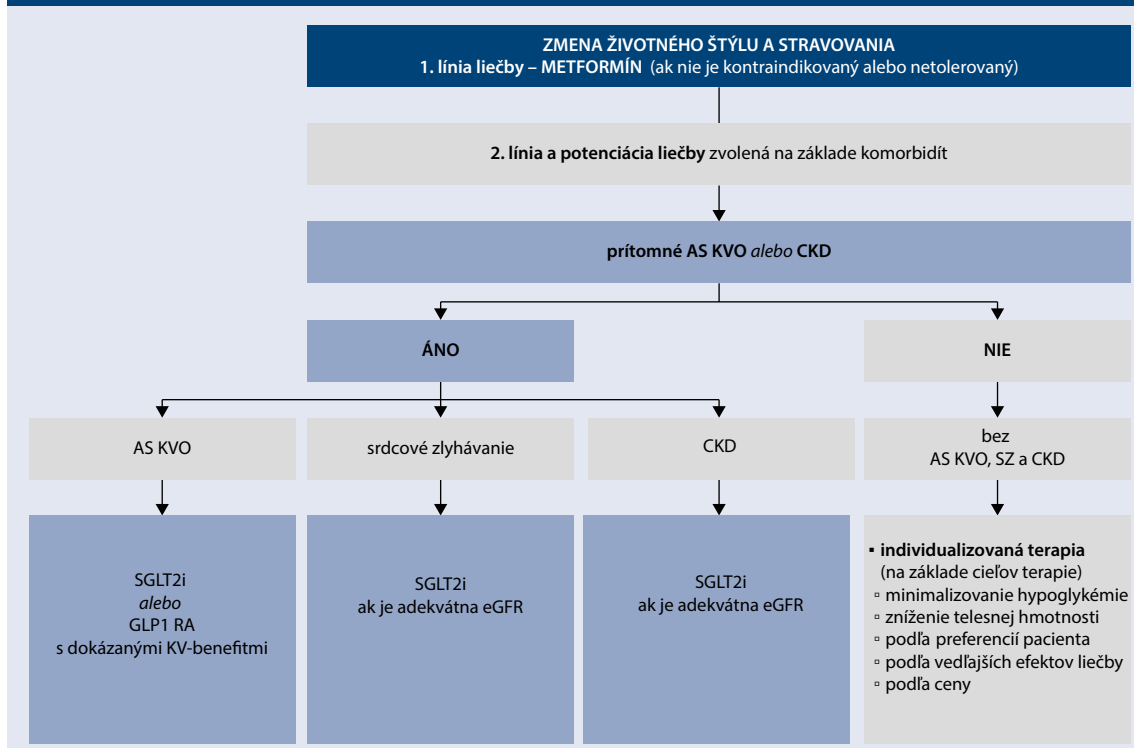 ZMENA ŽIVOTNÉHO ŠTÝLU A STRAVOVANIA
1. línia liečby – METFORMÍN (ak nie je kontraindikovaný alebo netolerovaný)
2. línia a potenciácia liečby zvolená na základe komorbidít
prítomné AS KVO alebo CKD
ÁNO
NIE
AS KVO
srdcové zlyhávanie
CKD
bez
AS KVO, SZ a CKD
SGLT2i
alebo
GLP1 RA
s dokázanými KV-benefitmi
SGLT2i
ak je adekvátna eGFR
SGLT2i
ak je adekvátna eGFR
▪ individualizovaná terapia
(na základe cieľov terapie)
▫ minimalizovanie hypoglykémie
▫ zníženie telesnej hmotnosti
▫ podľa preferencií pacienta
▫ podľa vedľajších efektov liečby
▫ podľa ceny